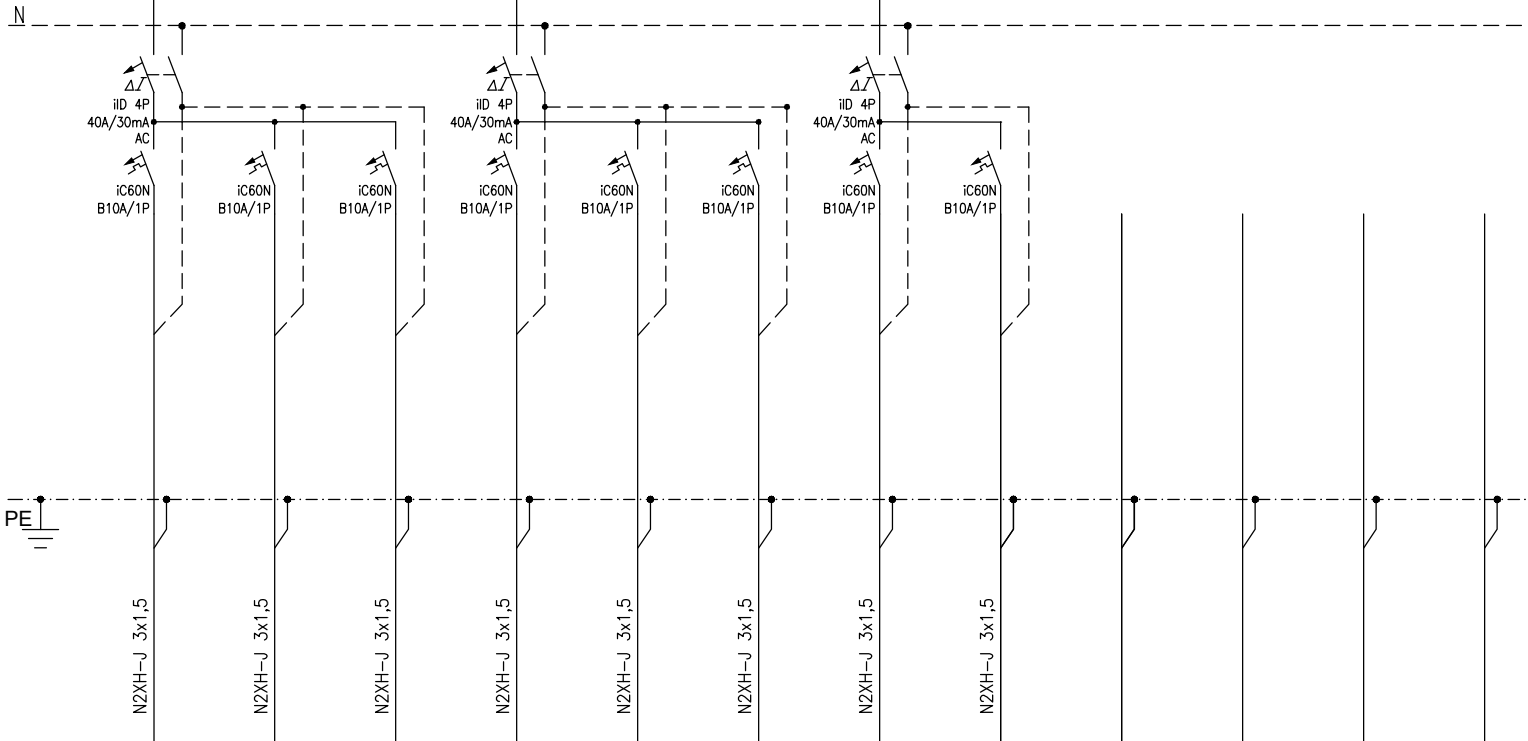 N
iID 4P
40A/30mA
AC
iID 4P
40A/30mA
AC
iID 4P
40A/30mA
AC
iC60N
B10A/1P
iC60N
B10A/1P
iC60N
B10A/1P
iC60N
B10A/1P
iC60N
B10A/1P
iC60N
B10A/1P
iC60N
B10A/1P
iC60N
B10A/1P
PE
N2XH-J 3x1,5
N2XH-J 3x1,5
N2XH-J 3x1,5
N2XH-J 3x1,5
N2XH-J 3x1,5
N2XH-J 3x1,5
N2XH-J 3x1,5
N2XH-J 3x1,5